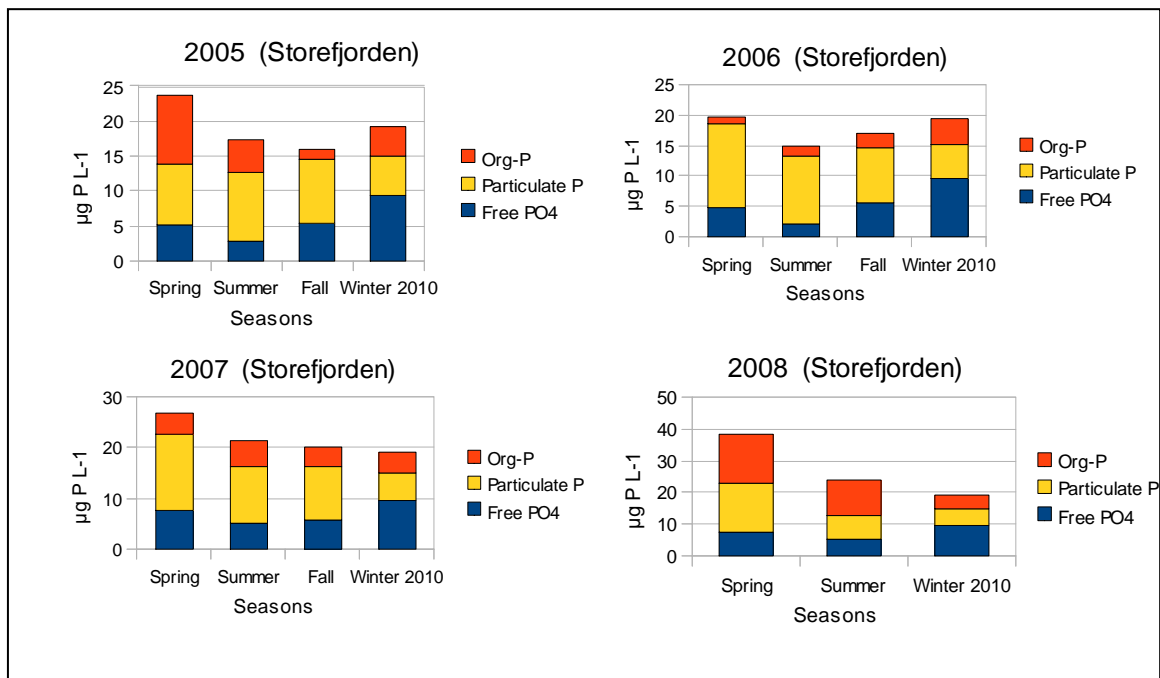 2005 (Storefjorden)
25
20
15
10
5
0
µg P L-1
Spring Summer Fall Winter 2010
Seasons
Org-P
Particulate P
Free PO4
2006 (Storefjorden)
25
20
15
10
5
0
µg P L-1
Spring Summer Fall Winter 2010
Seasons
Org-P
Particulate P
Free PO4
2007 (Storefjorden)
30
20
10
0
µg P L-1
Spring Summer Fall Winter 2010
Seasons
Org-P
Particulate P
Free PO4
2008 (Storefjorden)
50
40
30
20
10
0
µg P L-1
Spring Summer Winter 2010
Seasons
Org-P
Particulate P
Free PO4